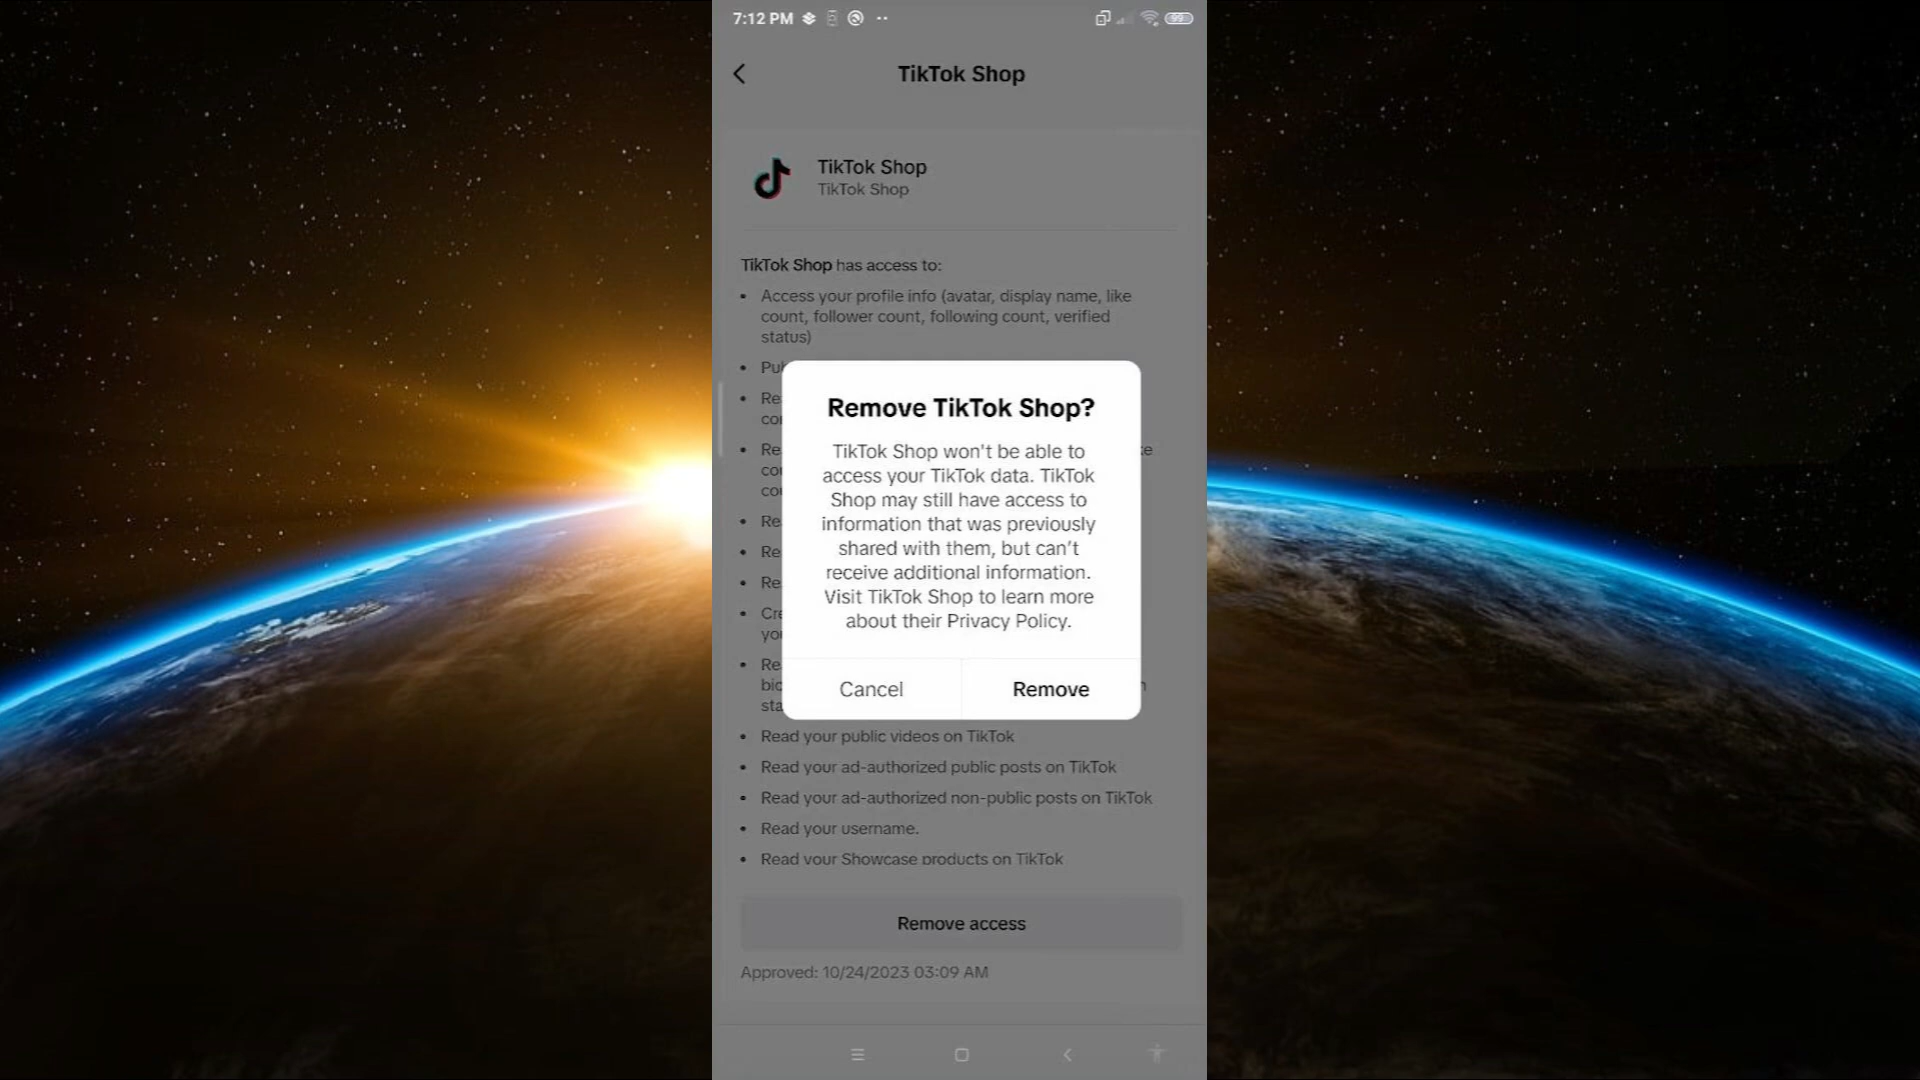 7:12 PM
99
TikTok Shop
TikTok Shop
TikTok Shop
TikTok Shop has access to:
• Access your profile info (avatar, display name, like
count, follower count, following count, verified
status)
Remove TikTok Shop?
TikTok Shop won't be able to
access your TikTok data. TikTok
Shop may still have access to
information that was previously
shared with them, but can't
receive additional information.
Visit TikTok Shop to learn more
about their Privacy Policy.
Cancel
Remove
• Read your public videos on TikTok
• Read your ad-authorized public posts on TikTok
• Read your ad-authorized non-public posts on TikTok
• Read your username.
• Read your Showcase products on TikTok
Remove access
Approved: 10/24/2023 03:09 AM